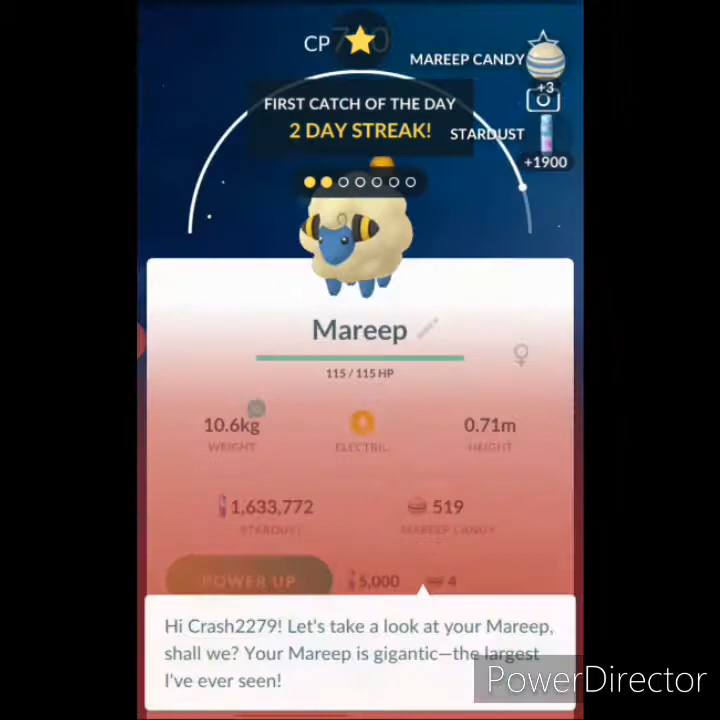 CP
MAREEP CANDY
+3
FIRST CATCH OF THE DAY
2 DAY STREAK!
STARDUST
+1900
Mareep
115 / 115 HP
10.6kg
WEIGHT
ELECTRIC
0.71m
HEIGHT
1,633,772
STARDUST
519
MAREEP CANDY
POWER UP
5,000
4
Hi Crash2279! Let's take a look at your Mareep,
shall we? Your Mareep is gigantic—the largest
I've ever seen!
PowerDirector